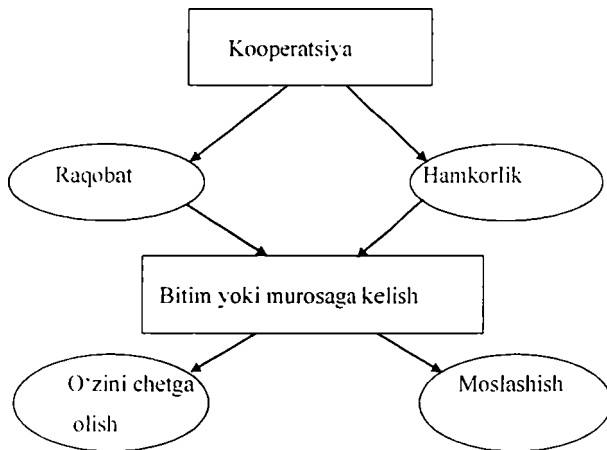 Kooperatsiya
Raqobat
Hamkorlik
Bitim yoki murosaga kelish
O‘zini chetga
olish
Moslashish